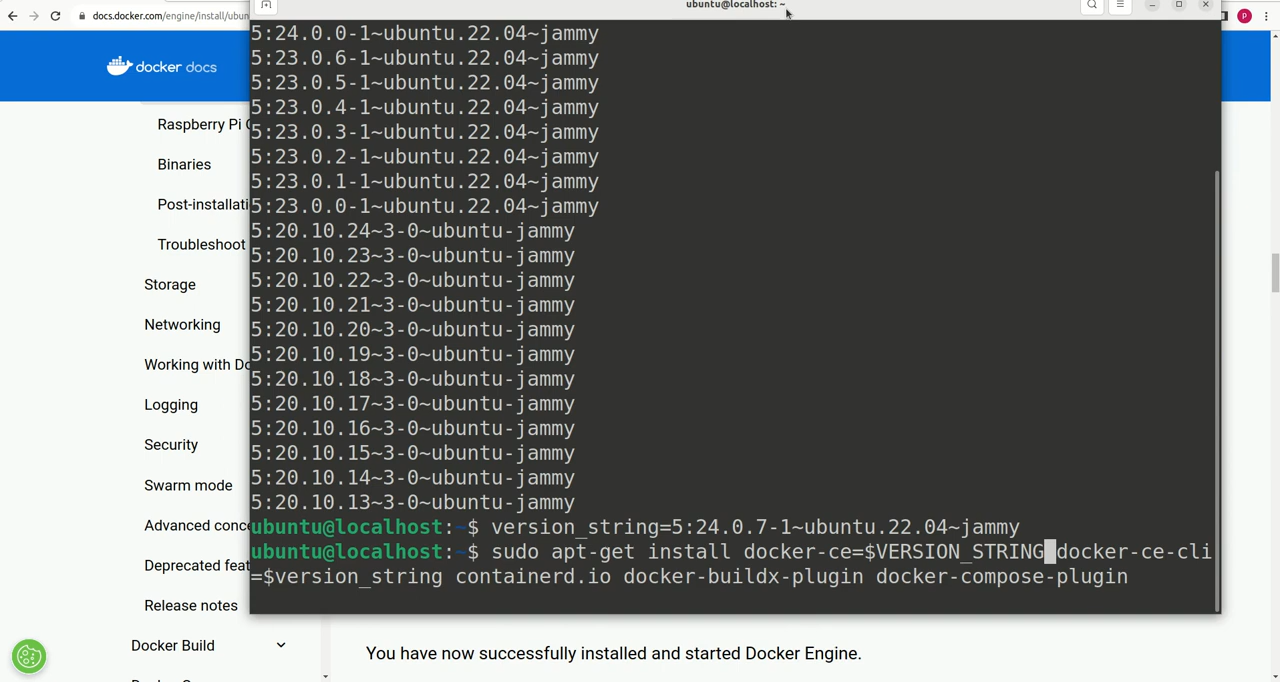 docs.docker.com/engine/install/ubun
ubuntu@localhost: ~
P
docker docs
Raspberry Pi
Binaries
Post-installati
Troubleshoot
Storage
Networking
Working with Do
Logging
Security
Swarm mode
Advanced conce
Deprecated feat
Release notes
Docker Build
5:24.0.0-1~ubuntu.22.04~jammy
5:23.0.6-1~ubuntu.22.04~jammy
5:23.0.5-1~ubuntu.22.04~jammy
5:23.0.4-1~ubuntu.22.04~jammy
5:23.0.3-1~ubuntu.22.04~jammy
5:23.0.2-1~ubuntu.22.04~jammy
5:23.0.1-1~ubuntu.22.04~jammy
5:23.0.0-1~ubuntu.22.04~jammy
5:20.10.24~3-0~ubuntu-jammy
5:20.10.23~3-0~ubuntu-jammy
5:20.10.22~3-0~ubuntu-jammy
5:20.10.21~3-0~ubuntu-jammy
5:20.10.20~3-0~ubuntu-jammy
5:20.10.19~3-0~ubuntu-jammy
5:20.10.18~3-0~ubuntu-jammy
5:20.10.17~3-0~ubuntu-jammy
5:20.10.16~3-0~ubuntu-jammy
5:20.10.15~3-0~ubuntu-jammy
5:20.10.14~3-0~ubuntu-jammy
5:20.10.13~3-0~ubuntu-jammy
ubuntu@localhost:~$ version_string=5:24.0.7-1~ubuntu.22.04~jammy
ubuntu@localhost:~$ sudo apt-get install docker-ce=$VERSION_STRING docker-ce-cli
=$version_string containerd.io docker-buildx-plugin docker-compose-plugin
You have now successfully installed and started Docker Engine.